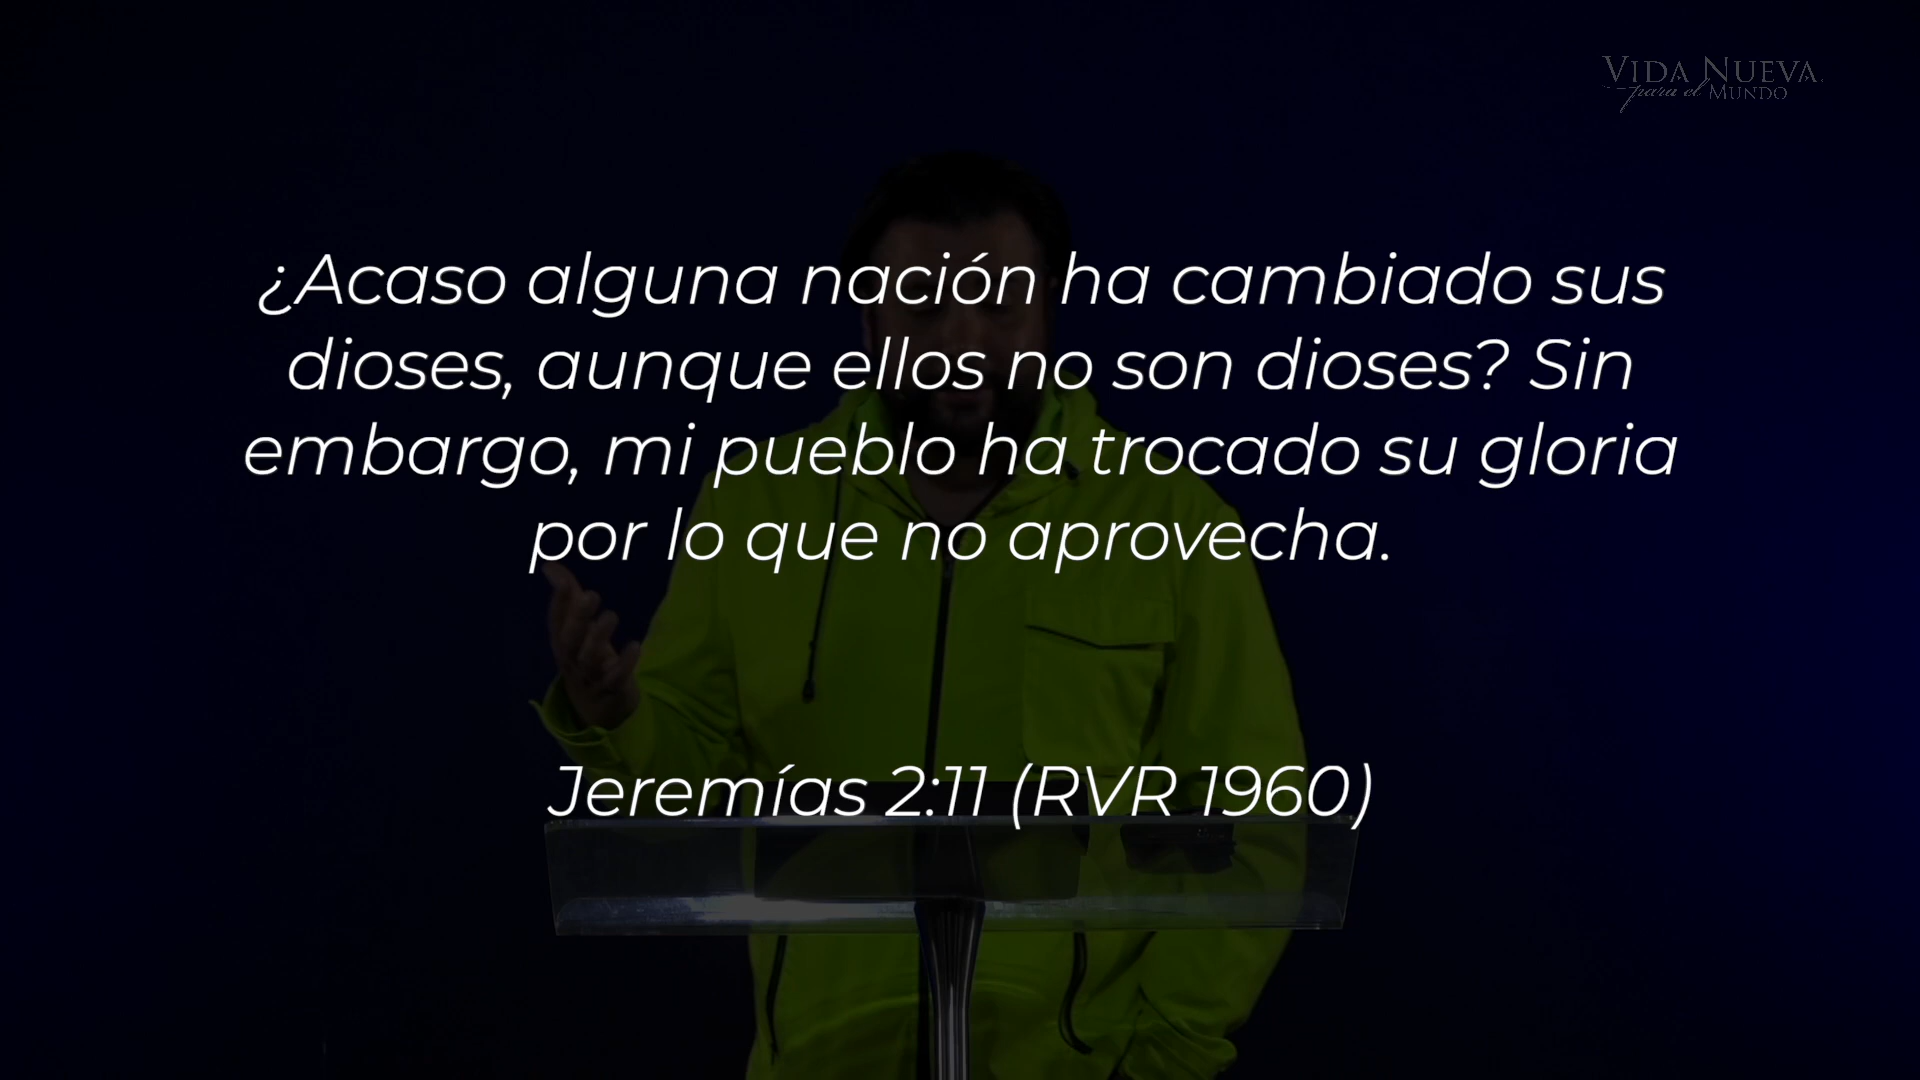 VIDA NUEVA
para el MUNDO
¿Acaso alguna nación ha cambiado sus
dioses, aunque ellos no son dioses? Sin
embargo, mi pueblo ha trocado su gloria
por lo que no aprovecha.
Jeremías 2:11 (RVR 1960)